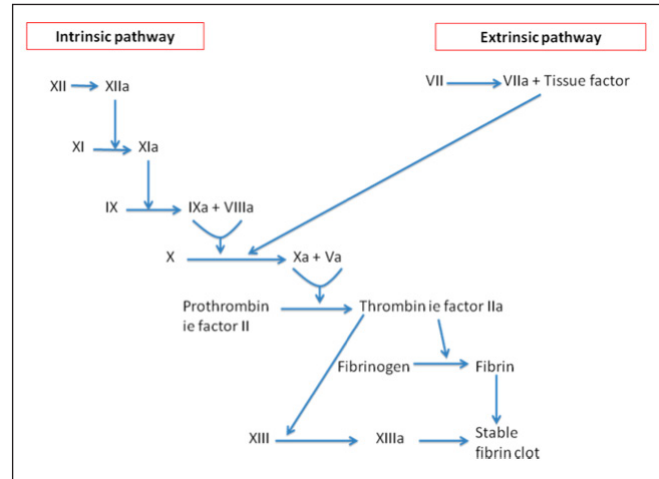 Intrinsic pathway
Extrinsic pathway
XII XIIa
VII VIIa + Tissue factor
XI XIa
IX IXa + VIIIa
X Xa + Va
Prothrombin
ie factor II
Thrombin ie factor IIa
Fibrinogen Fibrin
XIII XIIIa
Stable
fibrin clot